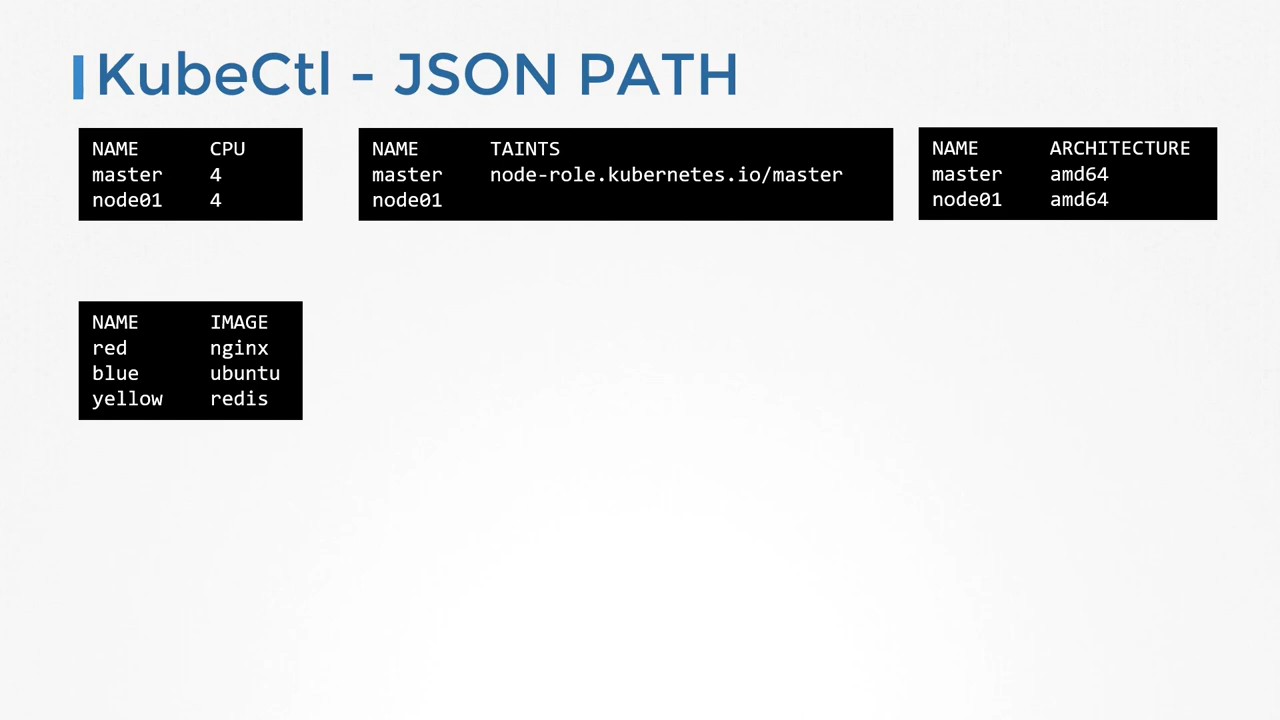 KubeCtl - JSON PATH
NAME CPU
master 4
node01 4
NAME TAINTS
master node-role.kubernetes.io/master
node01
NAME ARCHITECTURE
master amd64
node01 amd64
NAME IMAGE
red nginx
blue ubuntu
yellow redis